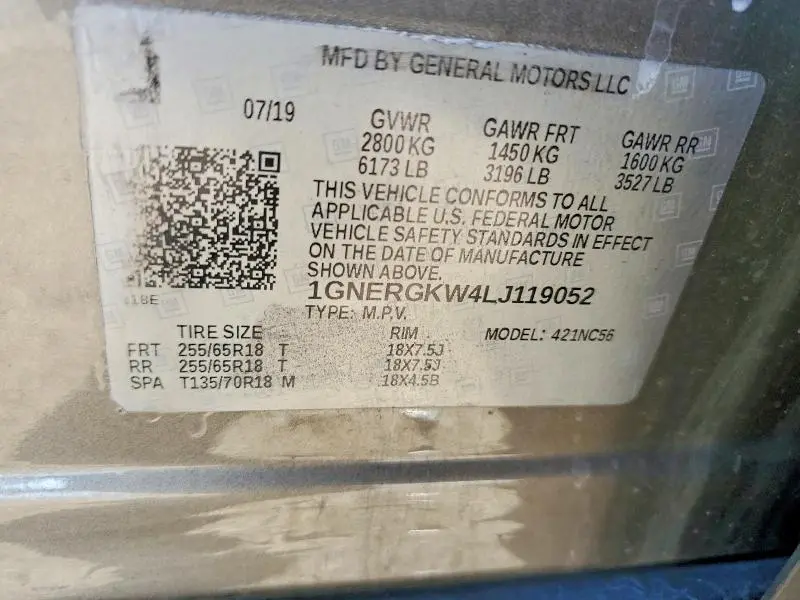 MFD BY GENERAL MOTORS LLC
07/19
GVWR GAWR FRT GAWR RR
2800 KG 1450 KG 1600 KG
6173 LB 3196 LB 3527 LB
THIS VEHICLE CONFORMS TO ALL
APPLICABLE U.S. FEDERAL MOTOR
VEHICLE SAFETY STANDARDS IN EFFECT
ON THE DATE OF MANUFACTURE
SHOWN ABOVE.
1GNERGKW4LJ119052
TYPE: M.P.V.
TIRE SIZE RIM MODEL: 421NC56
FRT 255/65R18 T 18X7.5J
RR 255/65R18 T 18X7.5J
SPA T135/70R18 M 18X4.5B